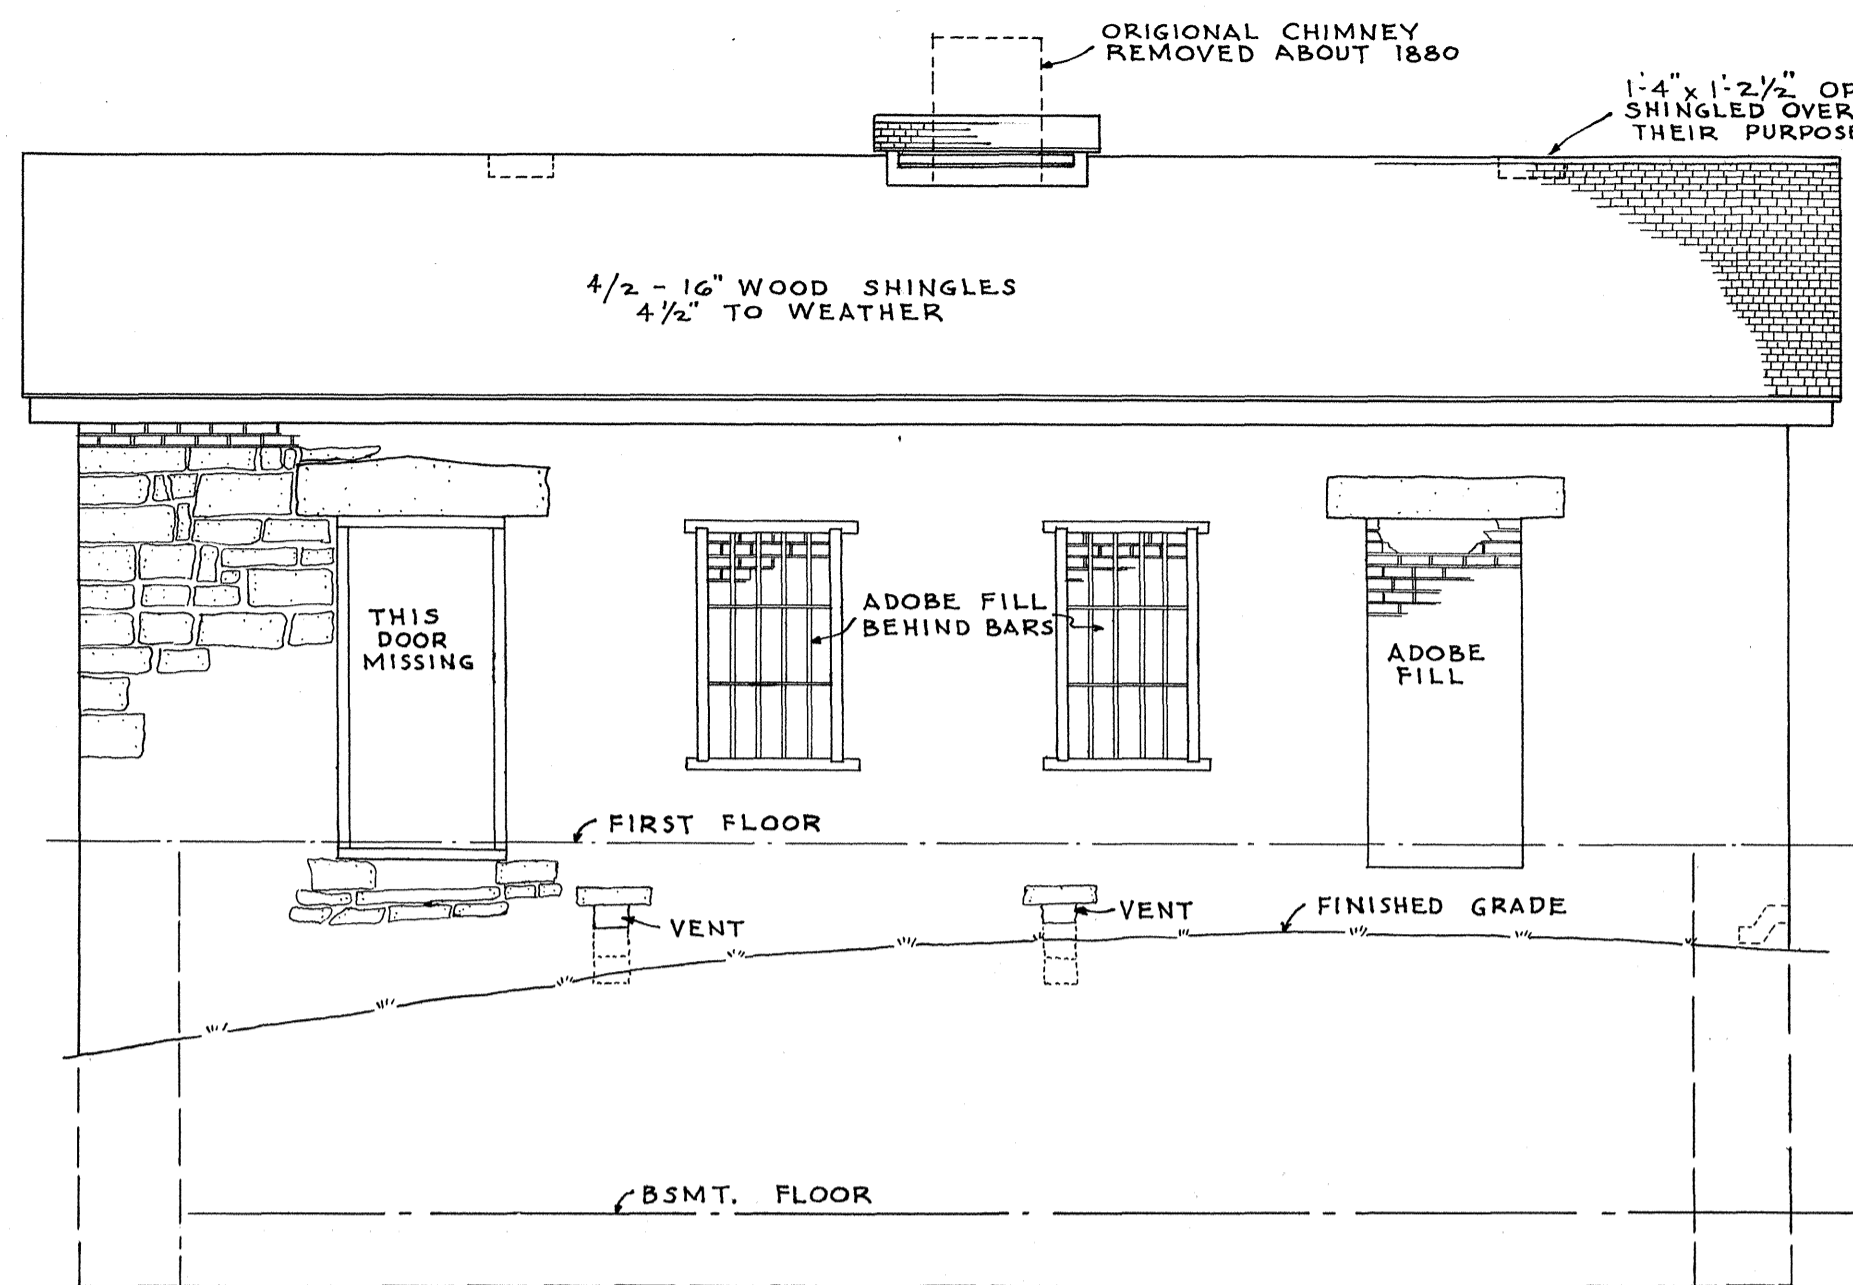 ORIGIONAL CHIMNEY
REMOVED ABOUT 1880
1'-4" x 1'-2½"
SHINGLED OVER
THEIR PURPOSE
4/2 - 16" WOOD SHINGLES
4½" TO WEATHER
THIS
DOOR
MISSING
ADOBE FILL
BEHIND BARS
ADOBE
FILL
FIRST FLOOR
VENT
VENT
FINISHED GRADE
BSMT. FLOOR